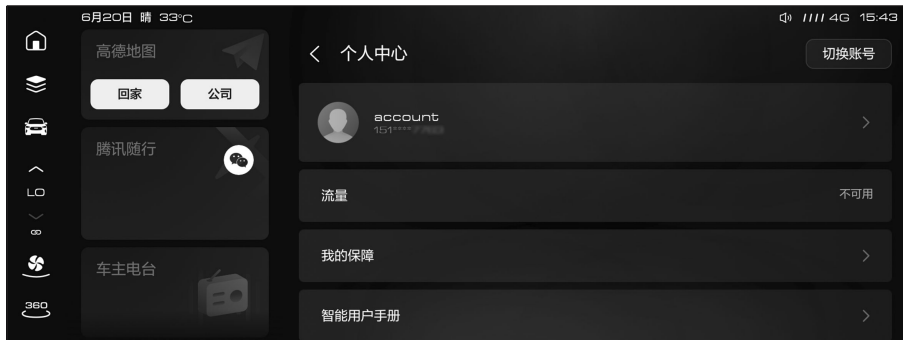 6月20日 晴 33°C
4G 15:43
高德地图
回家
公司
腾讯随行
车主电台
LO
360
个人中心
切换账号
account
流量
不可用
我的保障
智能用户手册